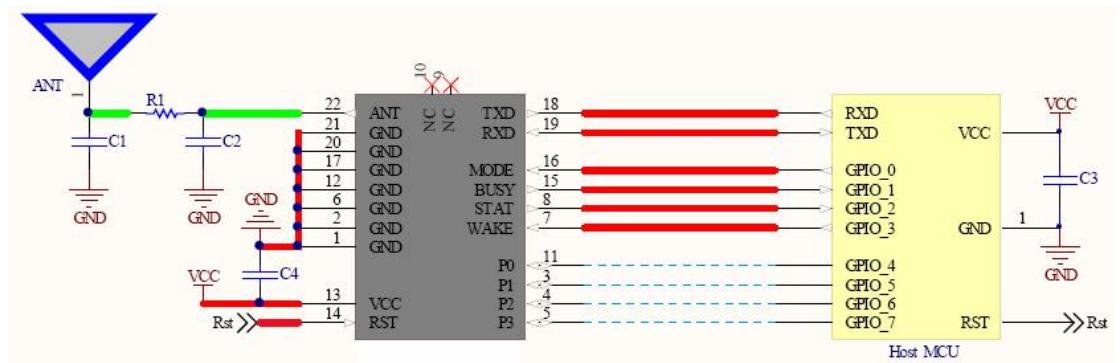 ANT
1
R1
C1
C2
GND
GND
GND
C4
VCC
Rst
10
9
NC
NC
22 ANT
21 GND
20 GND
17 GND
12 GND
6 GND
2 GND
1 GND
13 VCC
14 RST
TXD 18
RXD 19
MODE 16
BUSY 15
STAT 8
WAKE 7
P0 11
P1 3
P2 4
P3 5
RXD
TXD
GPIO_0
GPIO_1
GPIO_2
GPIO_3
GPIO_4
GPIO_5
GPIO_6
GPIO_7
VCC
GND 1
RST
Host MCU
VCC
C3
GND
Rst